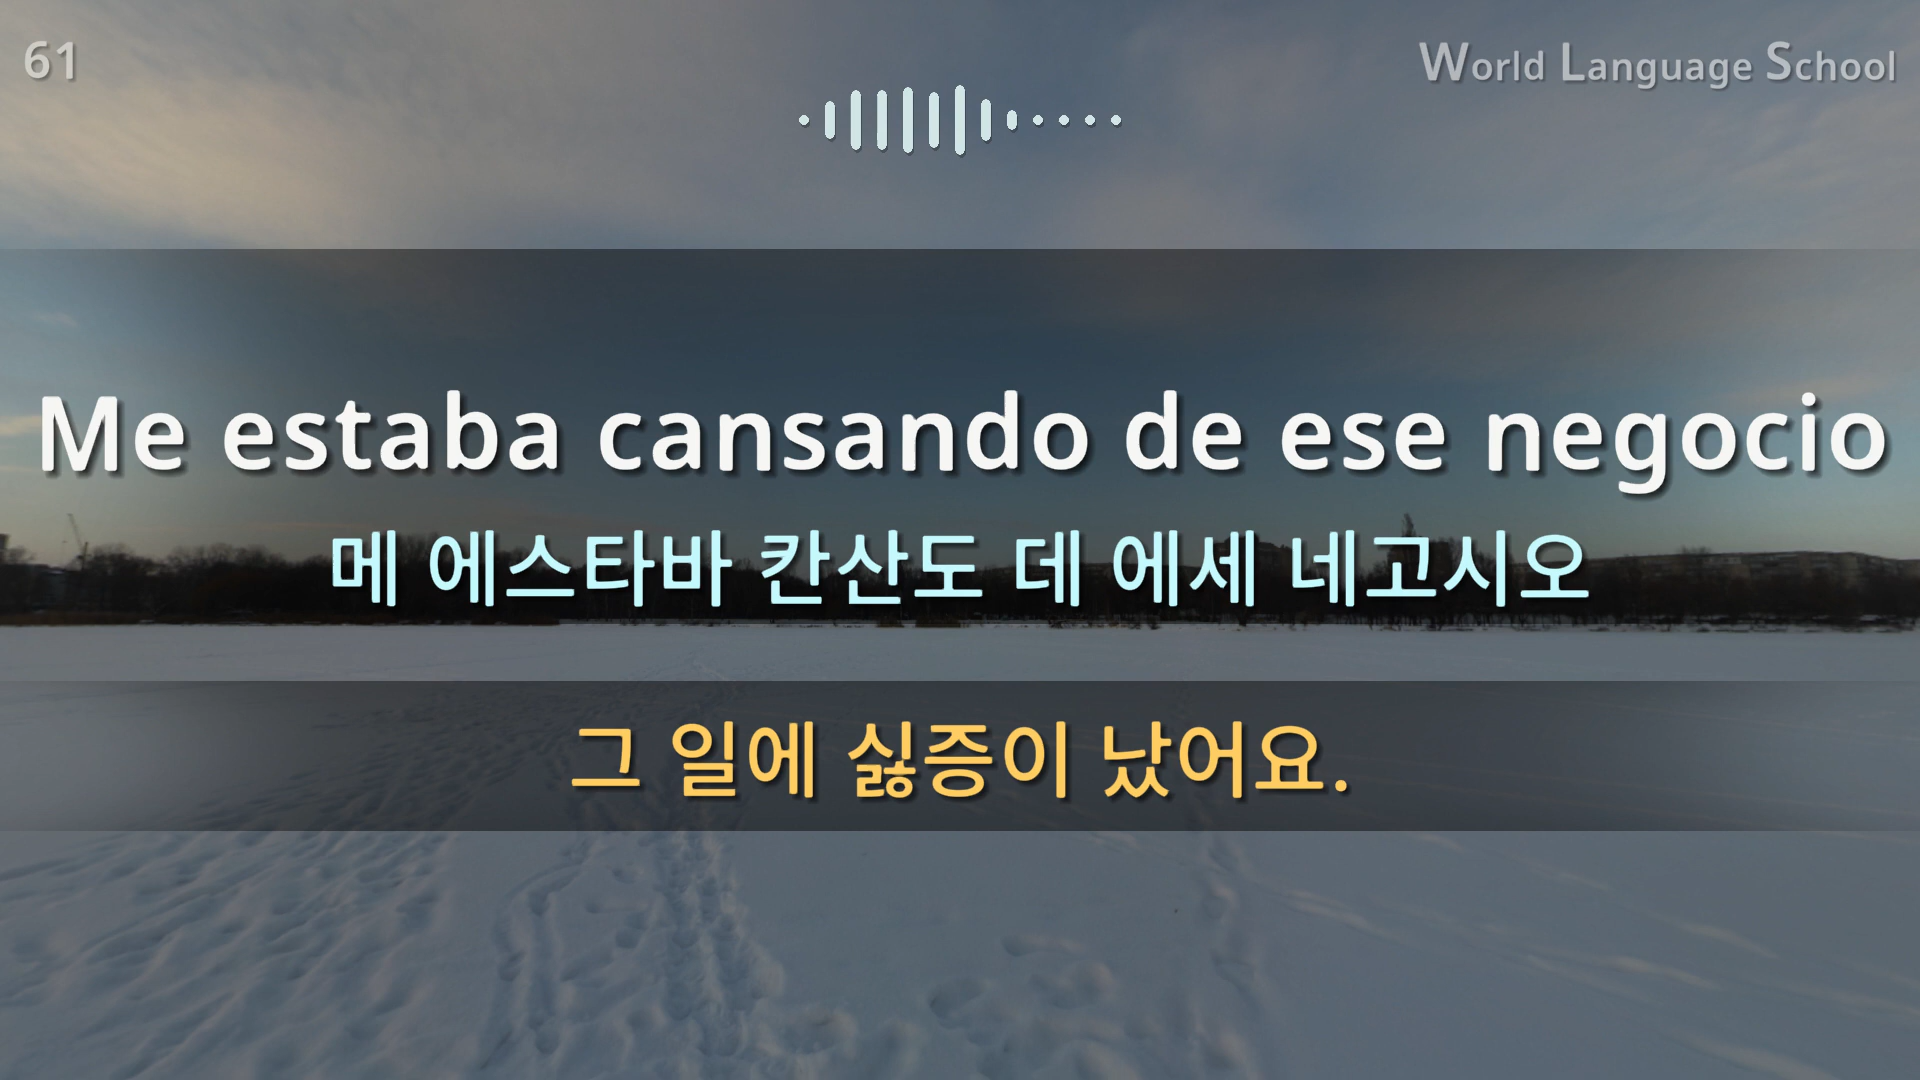 61
World Language School
Me estaba cansando de ese negocio
메 에스타바 칸산도 데 에세 네고시오
그 일에 싫증이 났어요.